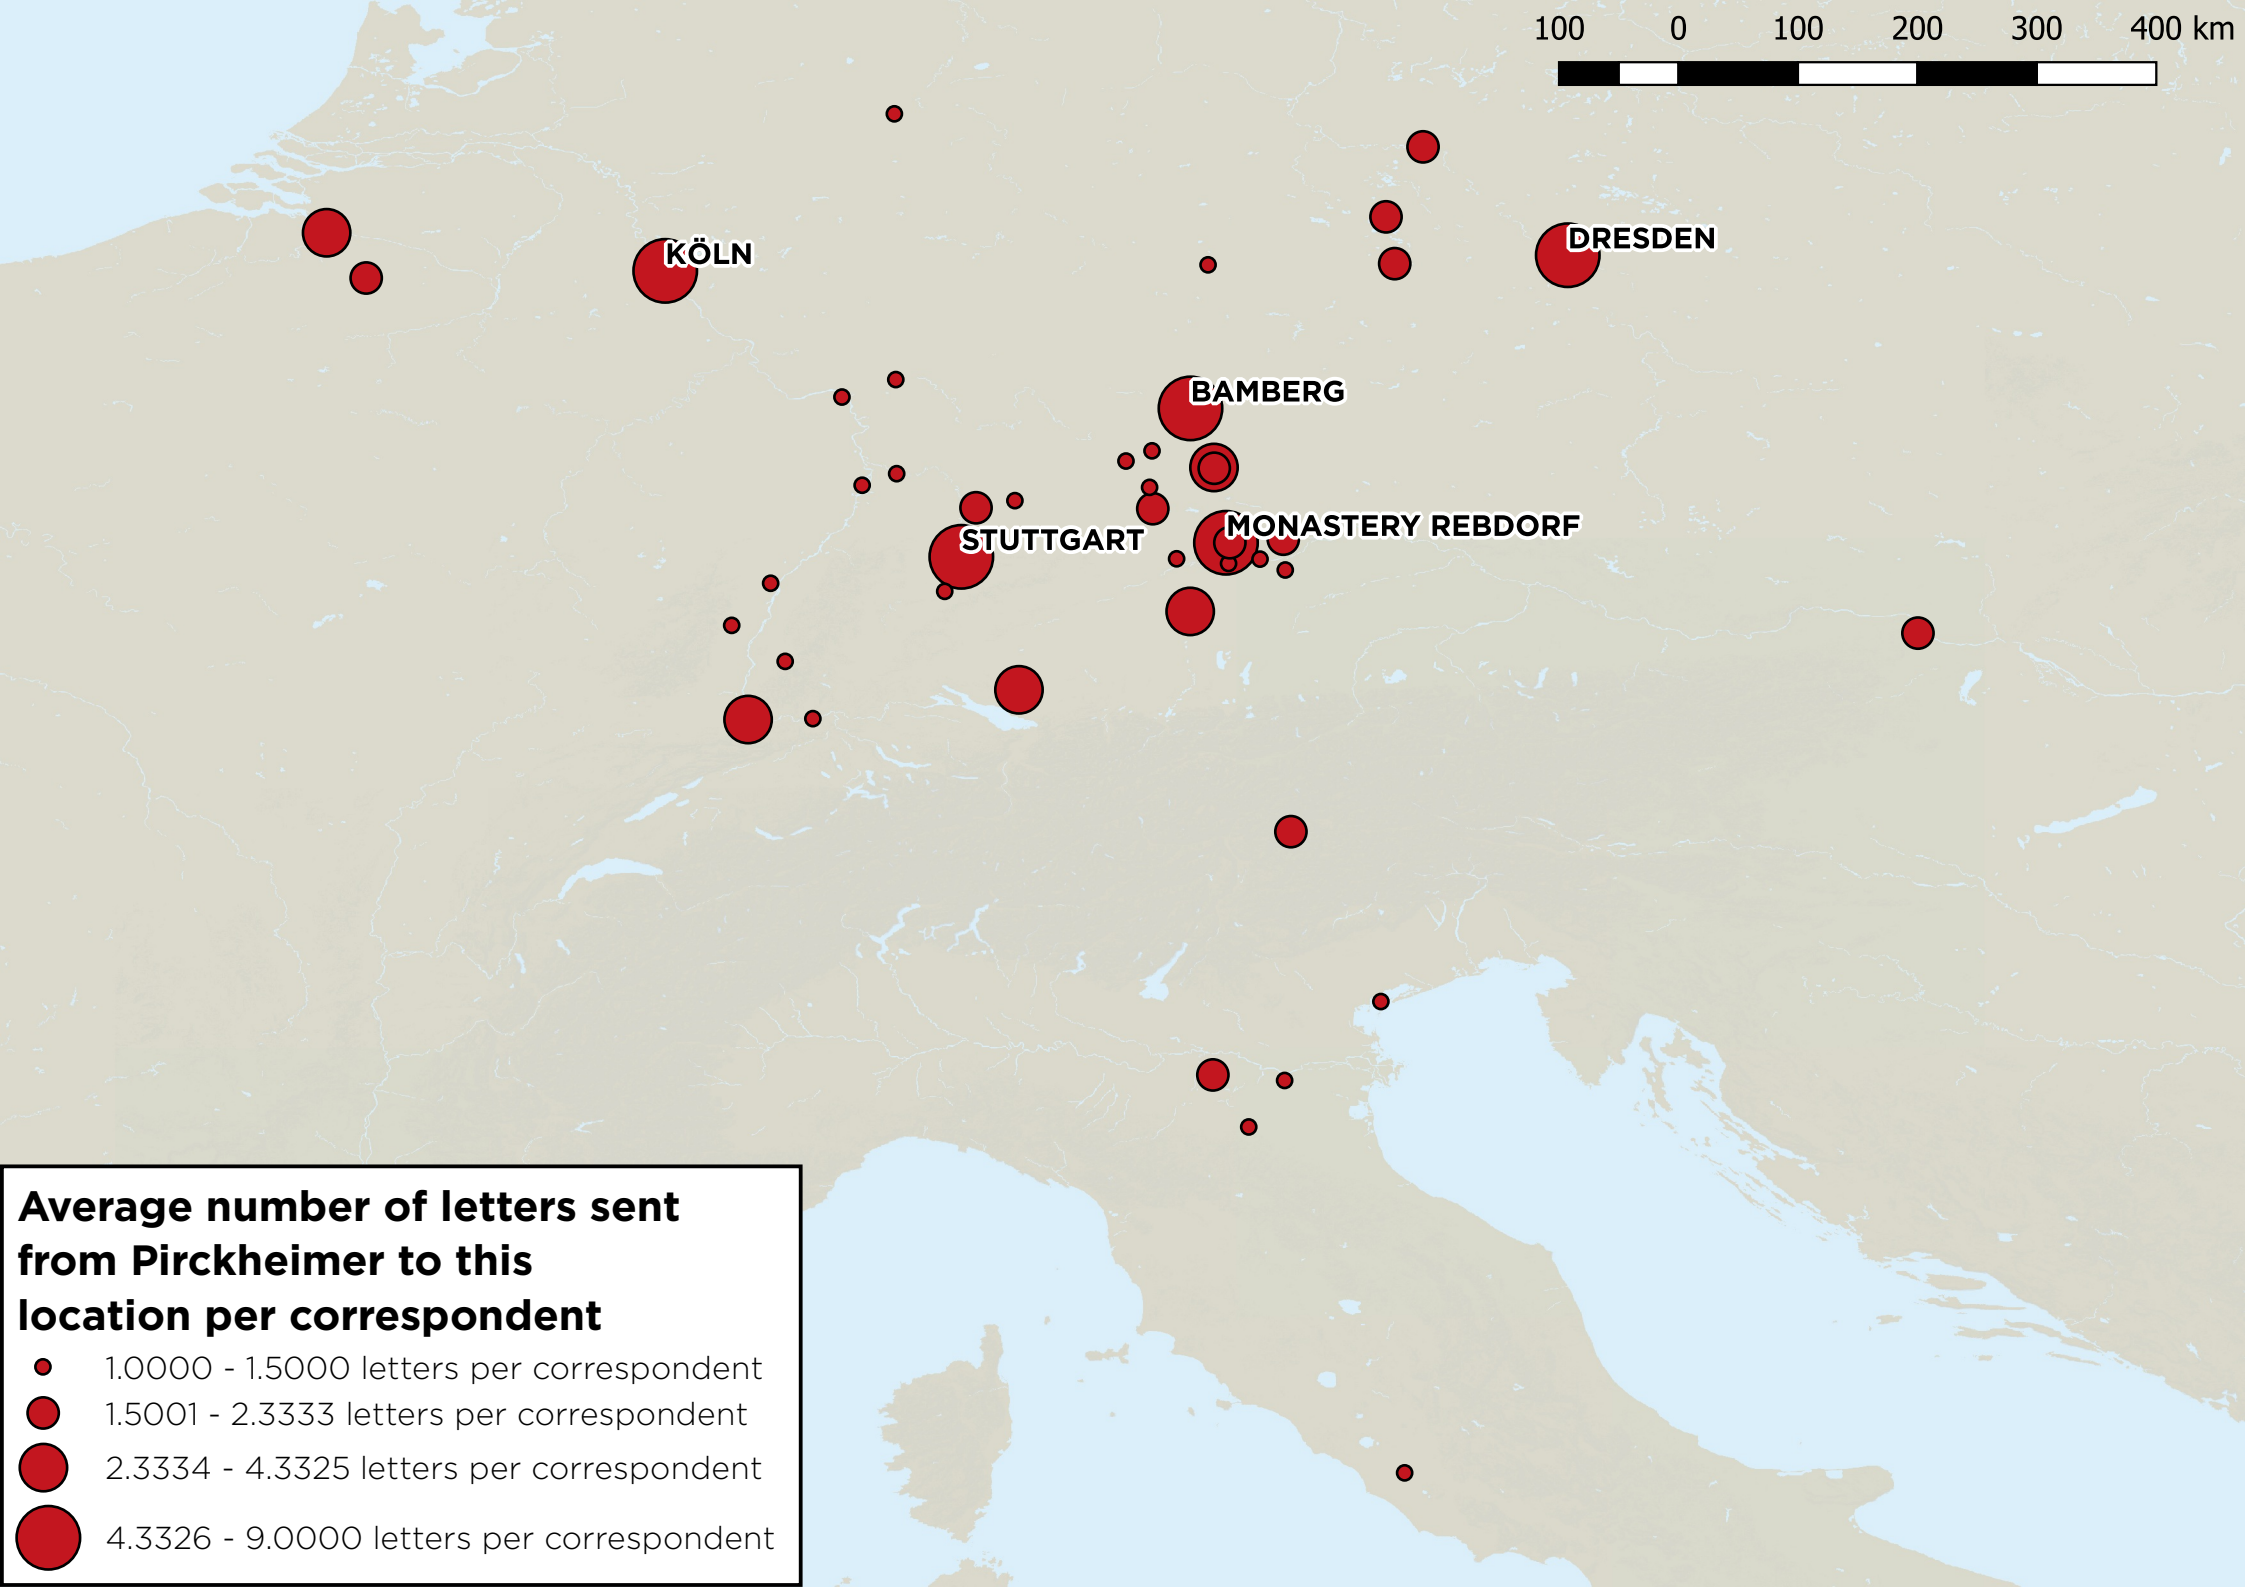 100 0 100 200 300 400 km
DRESDEN
KÖLN
BAMBERG
MONASTERY REBDORF
STUTTGART
Average number of letters sent
from Pirckheimer to this
location per correspondent
1.0000 - 1.5000 letters per correspondent
1.5001 - 2.3333 letters per correspondent
2.3334 - 4.3325 letters per correspondent
4.3326 - 9.0000 letters per correspondent